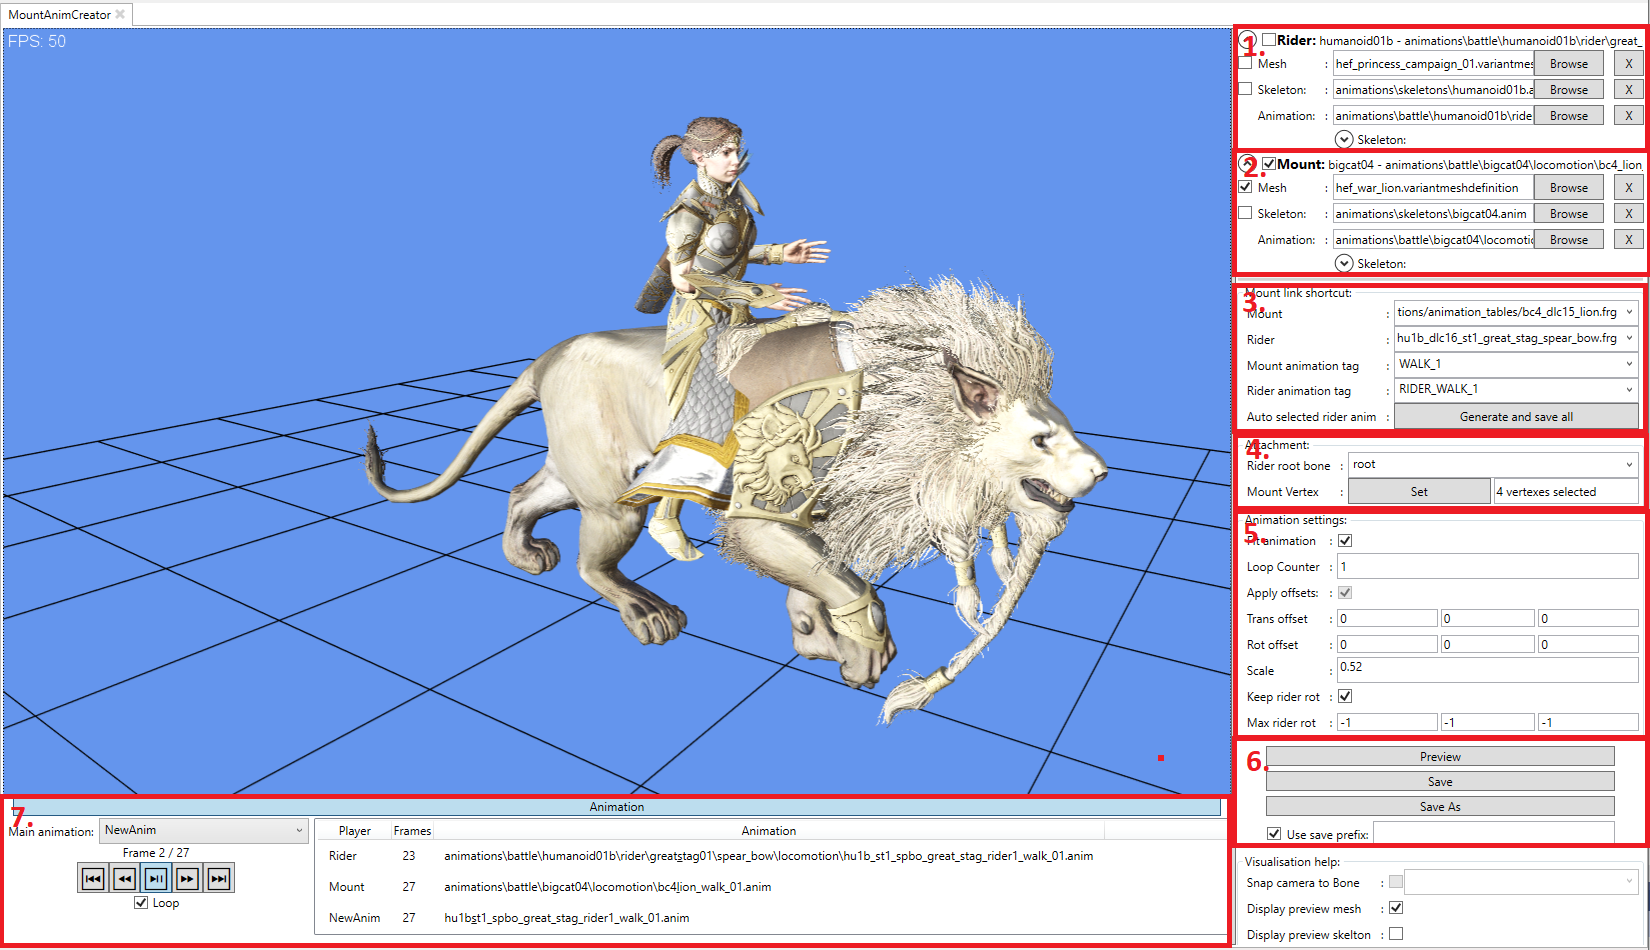 MountAnimCreator
FPS: 50
1.
Rider: humanoid01b - animations\battle\humanoid01b\rider\great_
Mesh : hef_princess_campaign_01.variantmes Browse X
Skeleton: : animations\skeletons\humanoid01b.a Browse X
Animation: : animations\battle\humanoid01b\ride Browse X
Skeleton:
2.
Mount: bigcat04 - animations\battle\bigcat04\locomotion\bc4_lion_
Mesh : hef_war_lion.variantmeshdefinition Browse X
Skeleton: : animations\skeletons\bigcat04.anim Browse X
Animation: : animations\battle\bigcat04\locomotic Browse X
Skeleton:
3.
Mount link shortcut:
Mount : tions/animation_tables/bc4_dlc15_lion.frg
Rider : hu1b_dlc16_st1_great_stag_spear_bow.frg
Mount animation tag : WALK_1
Rider animation tag : RIDER_WALK_1
Auto selected rider anim : Generate and save all
4.
Attachment:
Rider root bone : root
Mount Vertex : Set 4 vertexes selected
5.
Animation settings:
Fit animation :
Loop Counter : 1
Apply offsets: :
Trans offset : 0 0 0
Rot offset : 0 0 0
Scale : 0.52
Keep rider rot :
Max rider rot : -1 -1 -1
6.
Preview
Save
Save As
Use save prefix:
Visualisation help:
Snap camera to Bone :
Display preview mesh :
Display preview skelton :
7.
Animation
Main animation: NewAnim
Frame 2 / 27
Loop
Player Frames Animation
Rider 23 animations\battle\humanoid01b\rider\greatstag01\spear_bow\locomotion\hu1b_st1_spbo_great_stag_rider1_walk_01.anim
Mount 27 animations\battle\bigcat04\locomotion\bc4lion_walk_01.anim
NewAnim 27 hu1bst1_spbo_great_stag_rider1_walk_01.anim